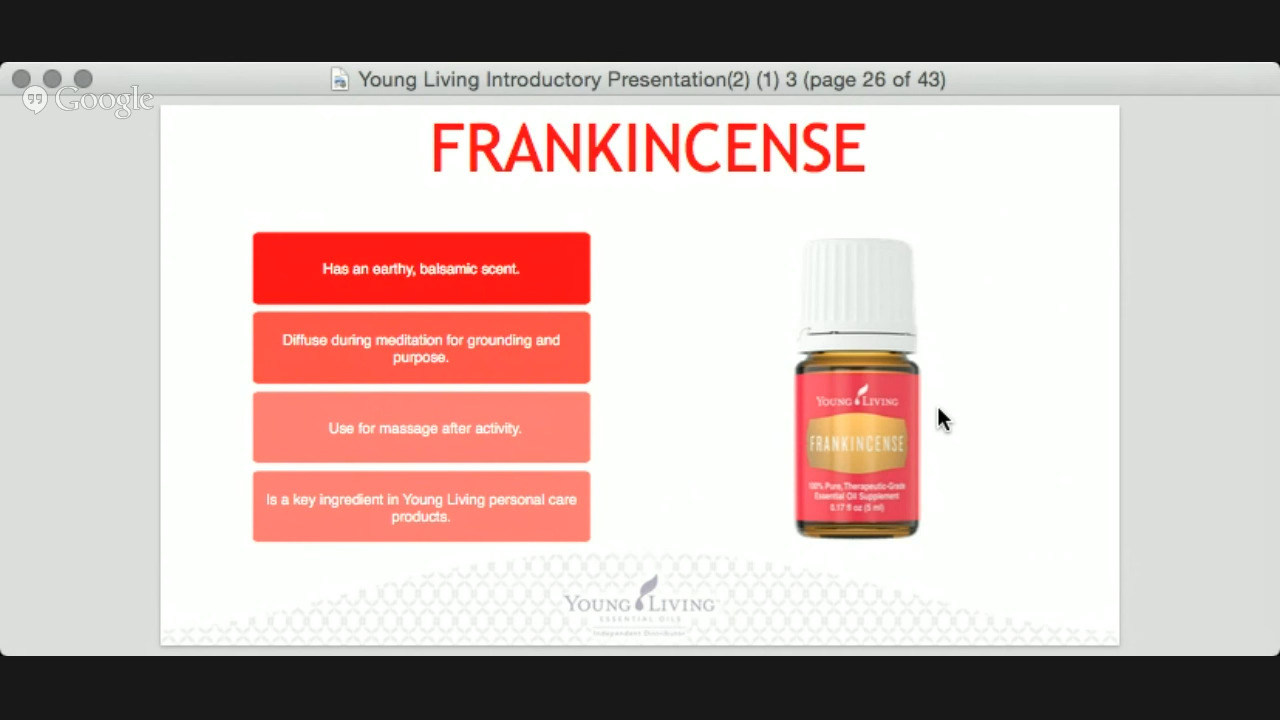 Young Living Introductory Presentation(2) (1) 3 (page 26 of 43)
Google
FRANKINCENSE
Has an earthy, balsamic scent.
Diffuse during meditation for grounding and
purpose.
Use for massage after activity.
Is a key ingredient in Young Living personal care
products.
YOUNG LIVING
FRANKINCENSE
100% Pure, Therapeutic-Grade
Essential Oil Supplement
0.17 fl oz (5 ml)
YOUNG LIVING
ESSENTIAL OILS
Independent Distributor